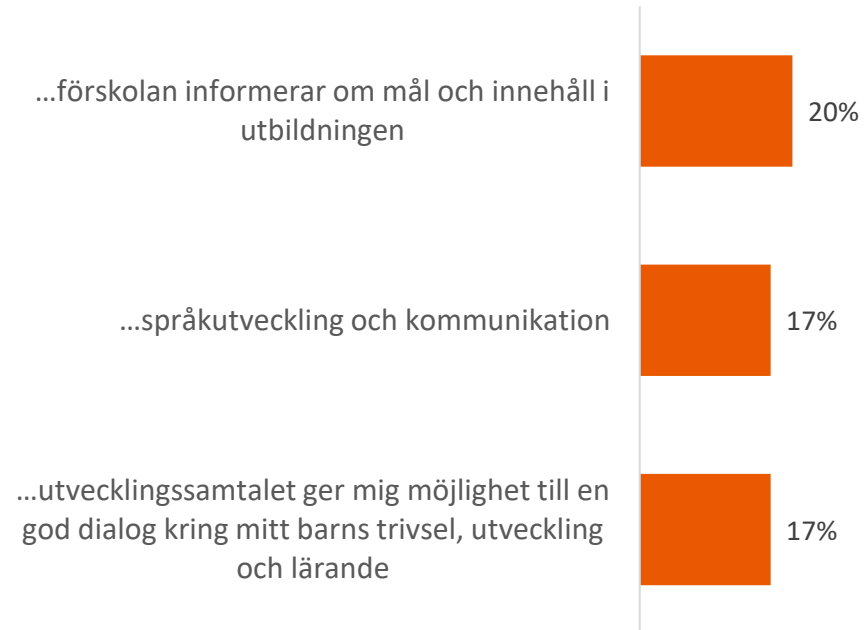 …förskolan informerar om mål och innehåll i
utbildningen
20%
…språkutveckling och kommunikation
17%
…utvecklingssamtalet ger mig möjlighet till en
god dialog kring mitt barns trivsel, utveckling
och lärande
17%